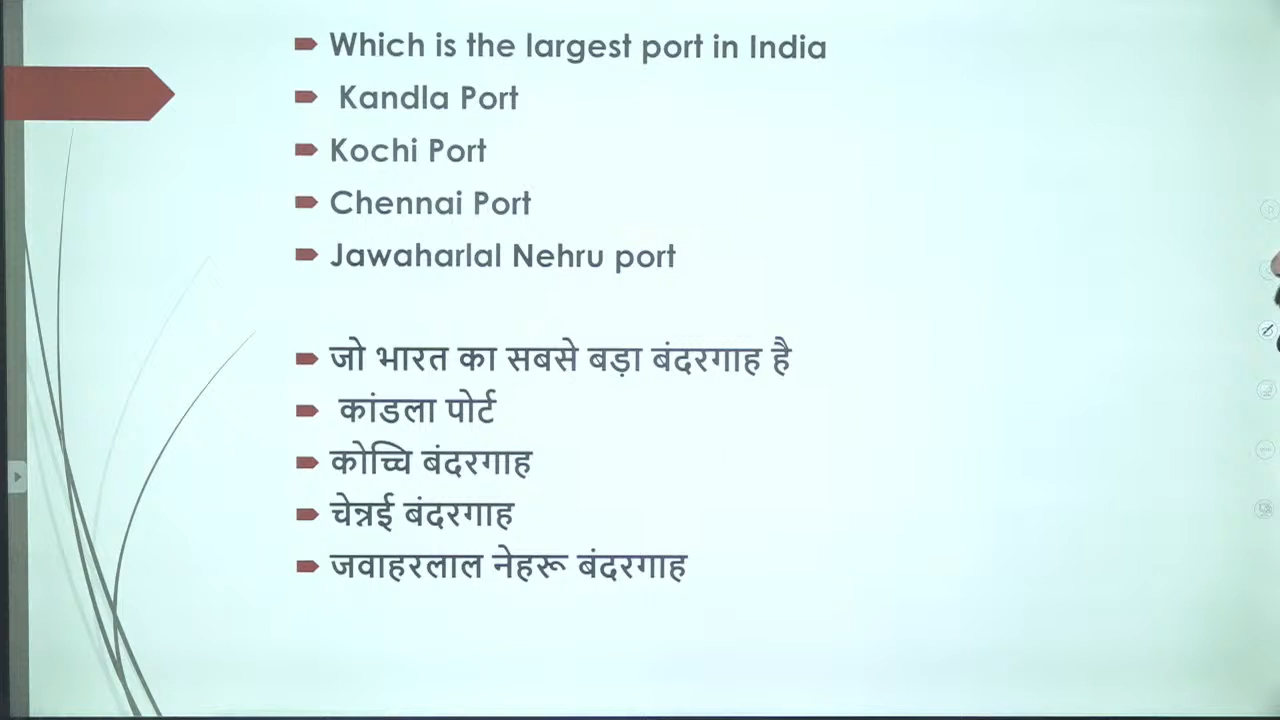 Which is the largest port in India
Kandla Port
Kochi Port
Chennai Port
Jawaharlal Nehru port
जो भारत का सबसे बड़ा बंदरगाह है
कांडला पोर्ट
कोच्चि बंदरगाह
चेन्नई बंदरगाह
जवाहरलाल नेहरू बंदरगाह